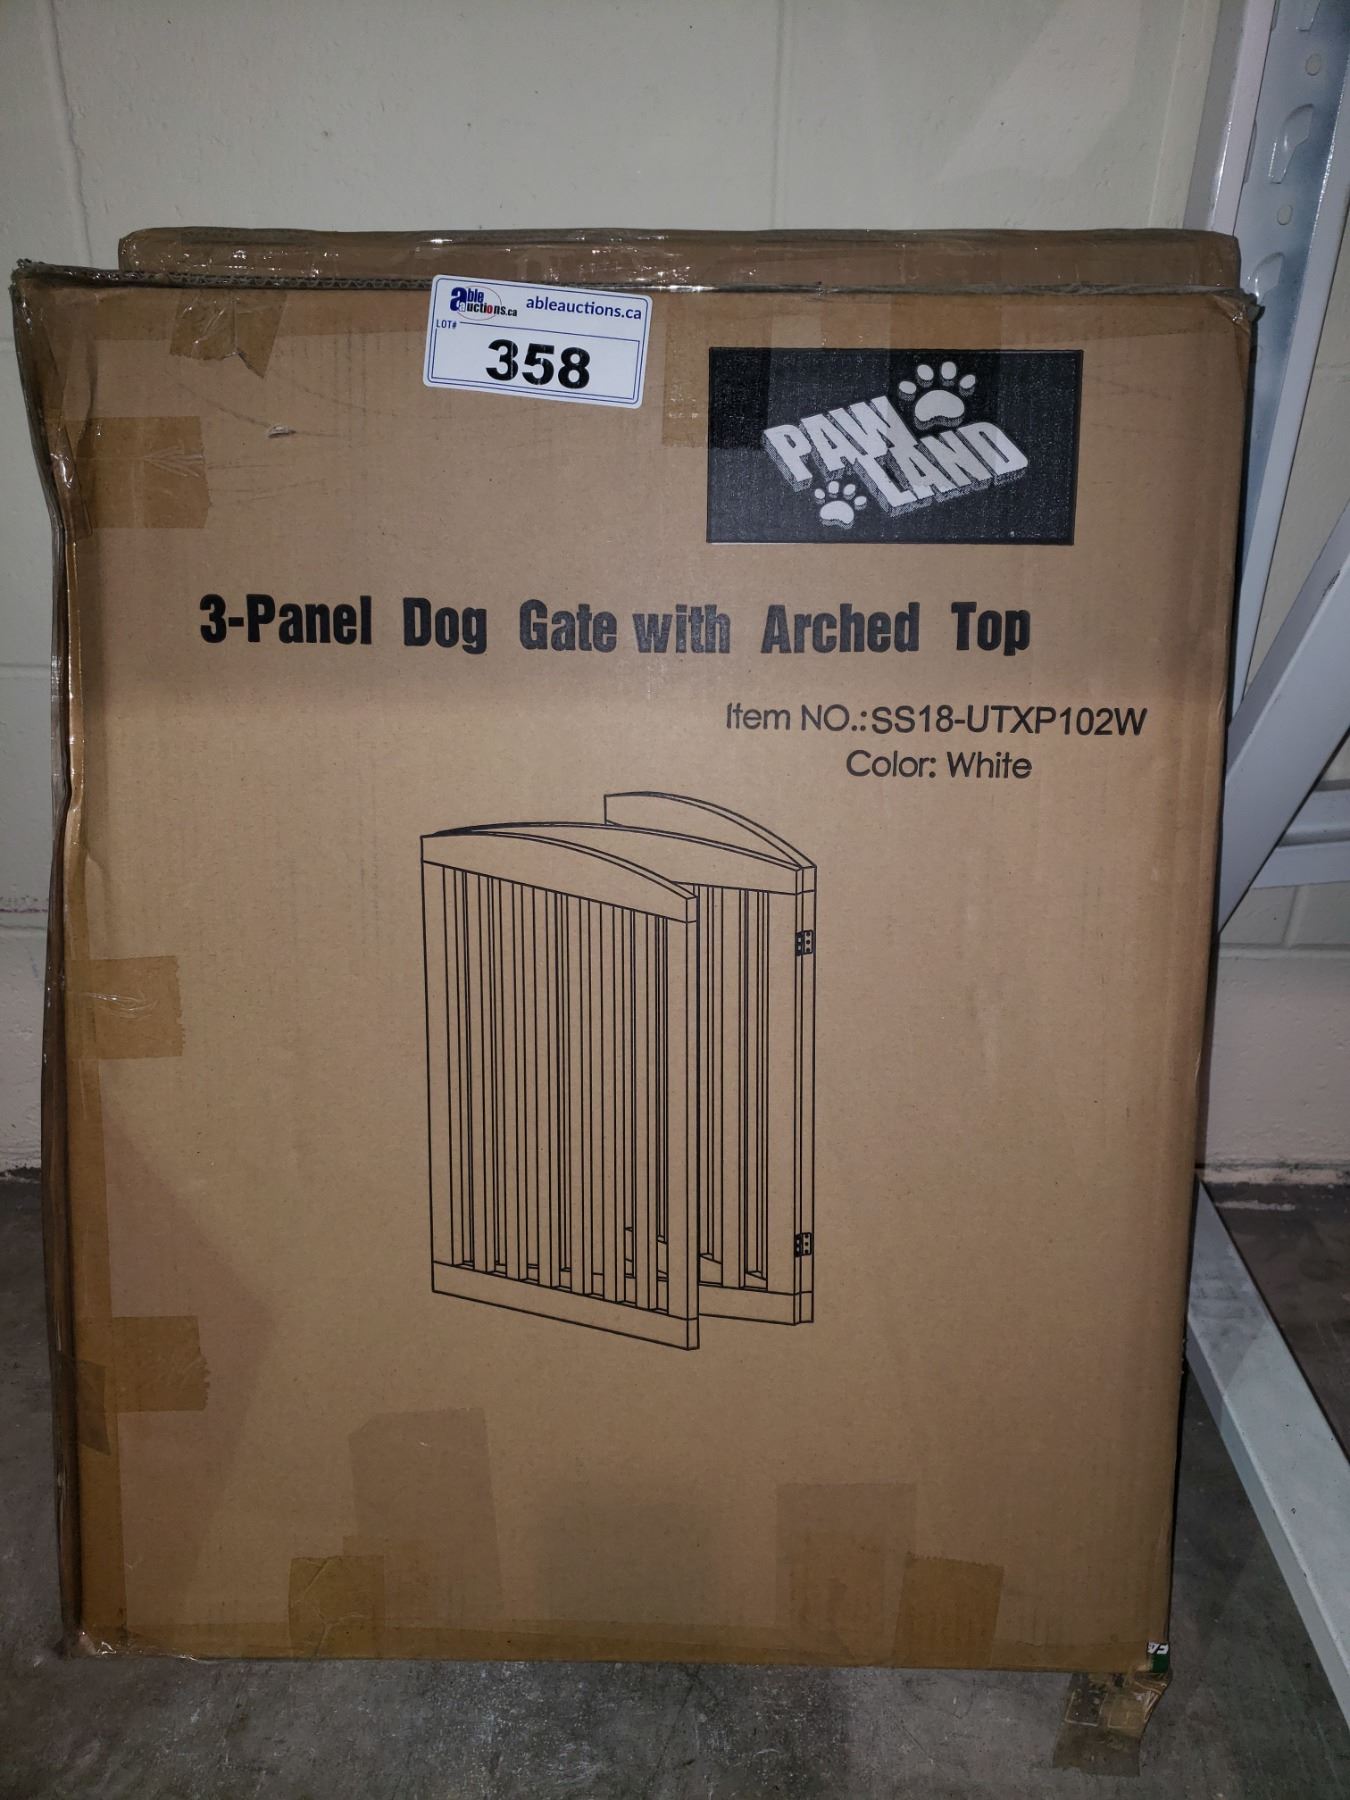 able auctions.ca
ableauctions.ca
LOT#
358
PAW LAND
3-Panel Dog Gate with Arched Top
Item NO.:SS18-UTXP102W
Color: White